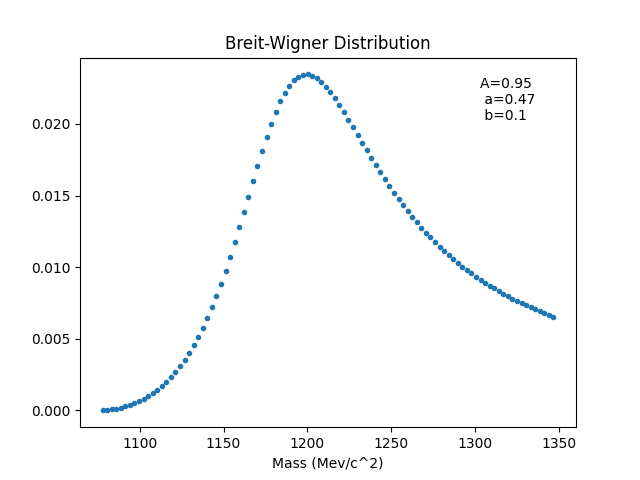 Breit-Wigner Distribution
A=0.95
a=0.47
b=0.1
0.020
0.015
0.010
0.005
0.000
1100 1150 1200 1250 1300 1350
Mass (Mev/c^2)